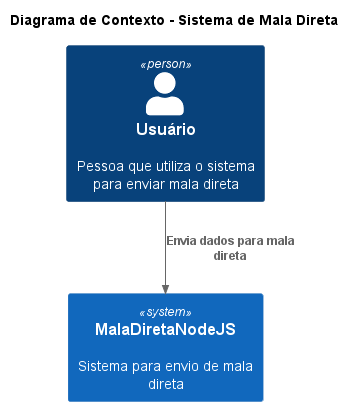 Diagrama de Contexto - Sistema de Mala Direta
«person»
Usuário
Pessoa que utiliza o sistema
para enviar mala direta
Envia dados para mala
direta
«system»
MalaDiretaNodeJS
Sistema para envio de mala
direta